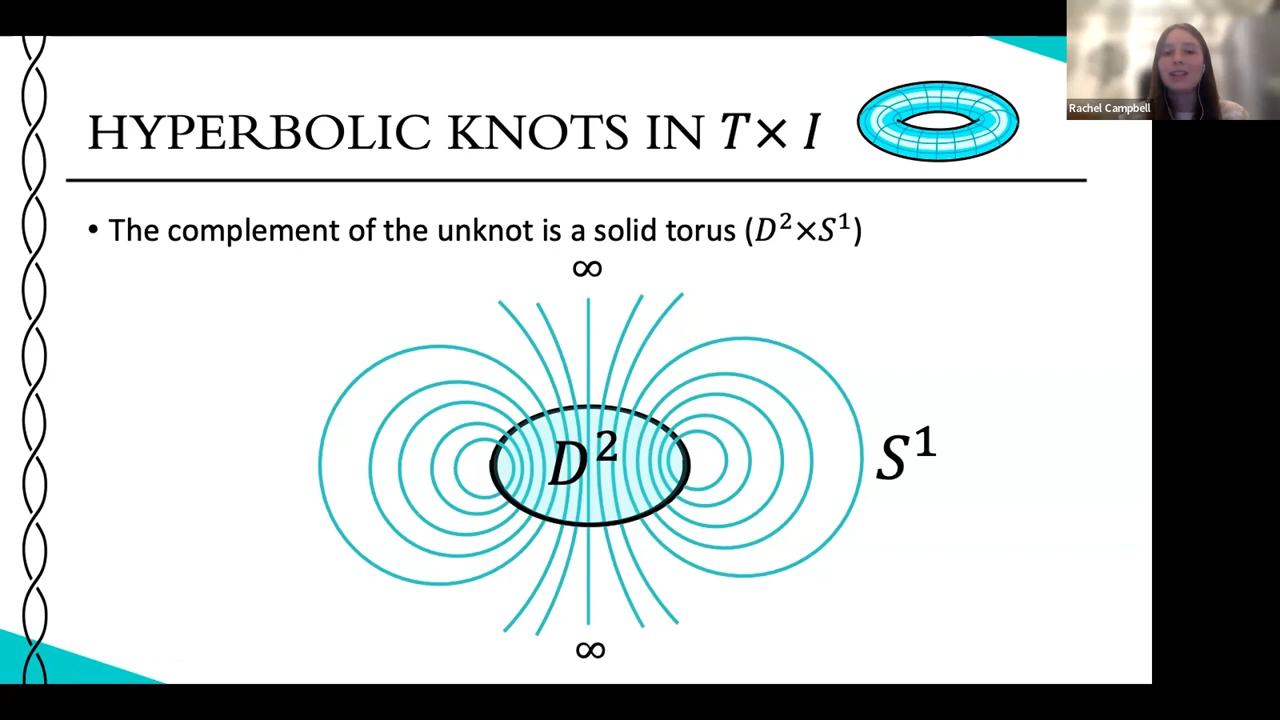 HYPERBOLIC KNOTS IN T× I
Rachel Campbell
• The complement of the unknot is a solid torus (D²×S¹)
∞
D²
S¹
∞